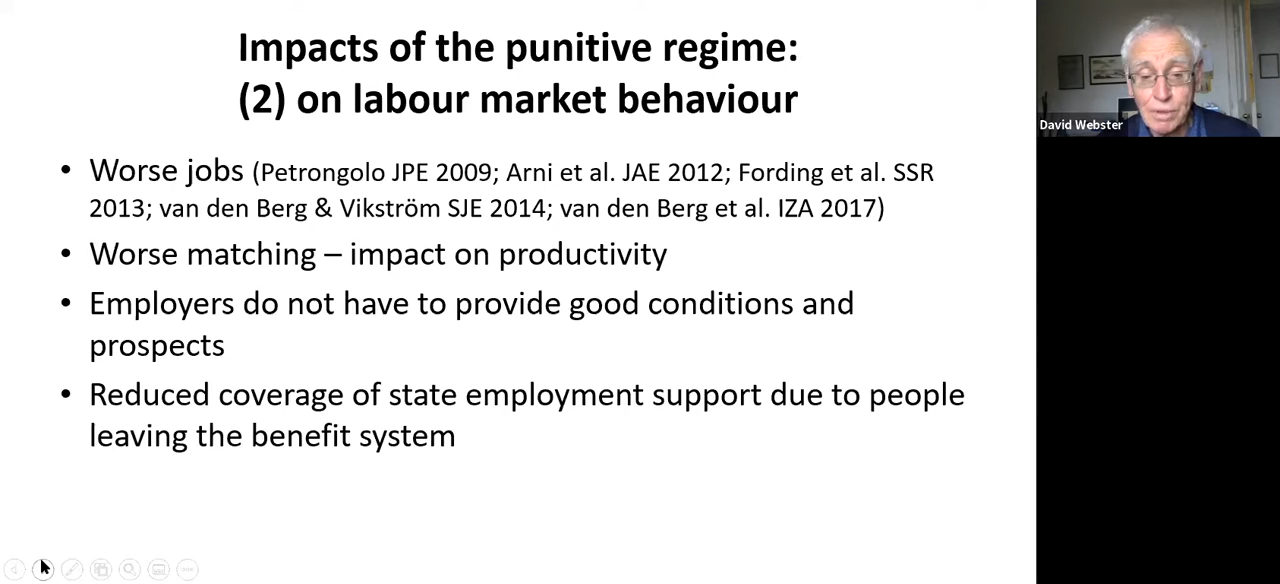 Impacts of the punitive regime:
(2) on labour market behaviour
• Worse jobs (Petrongolo JPE 2009; Arni et al. JAE 2012; Fording et al. SSR
2013; van den Berg & Vikström SJE 2014; van den Berg et al. IZA 2017)
• Worse matching – impact on productivity
• Employers do not have to provide good conditions and
prospects
• Reduced coverage of state employment support due to people
leaving the benefit system
David Webster